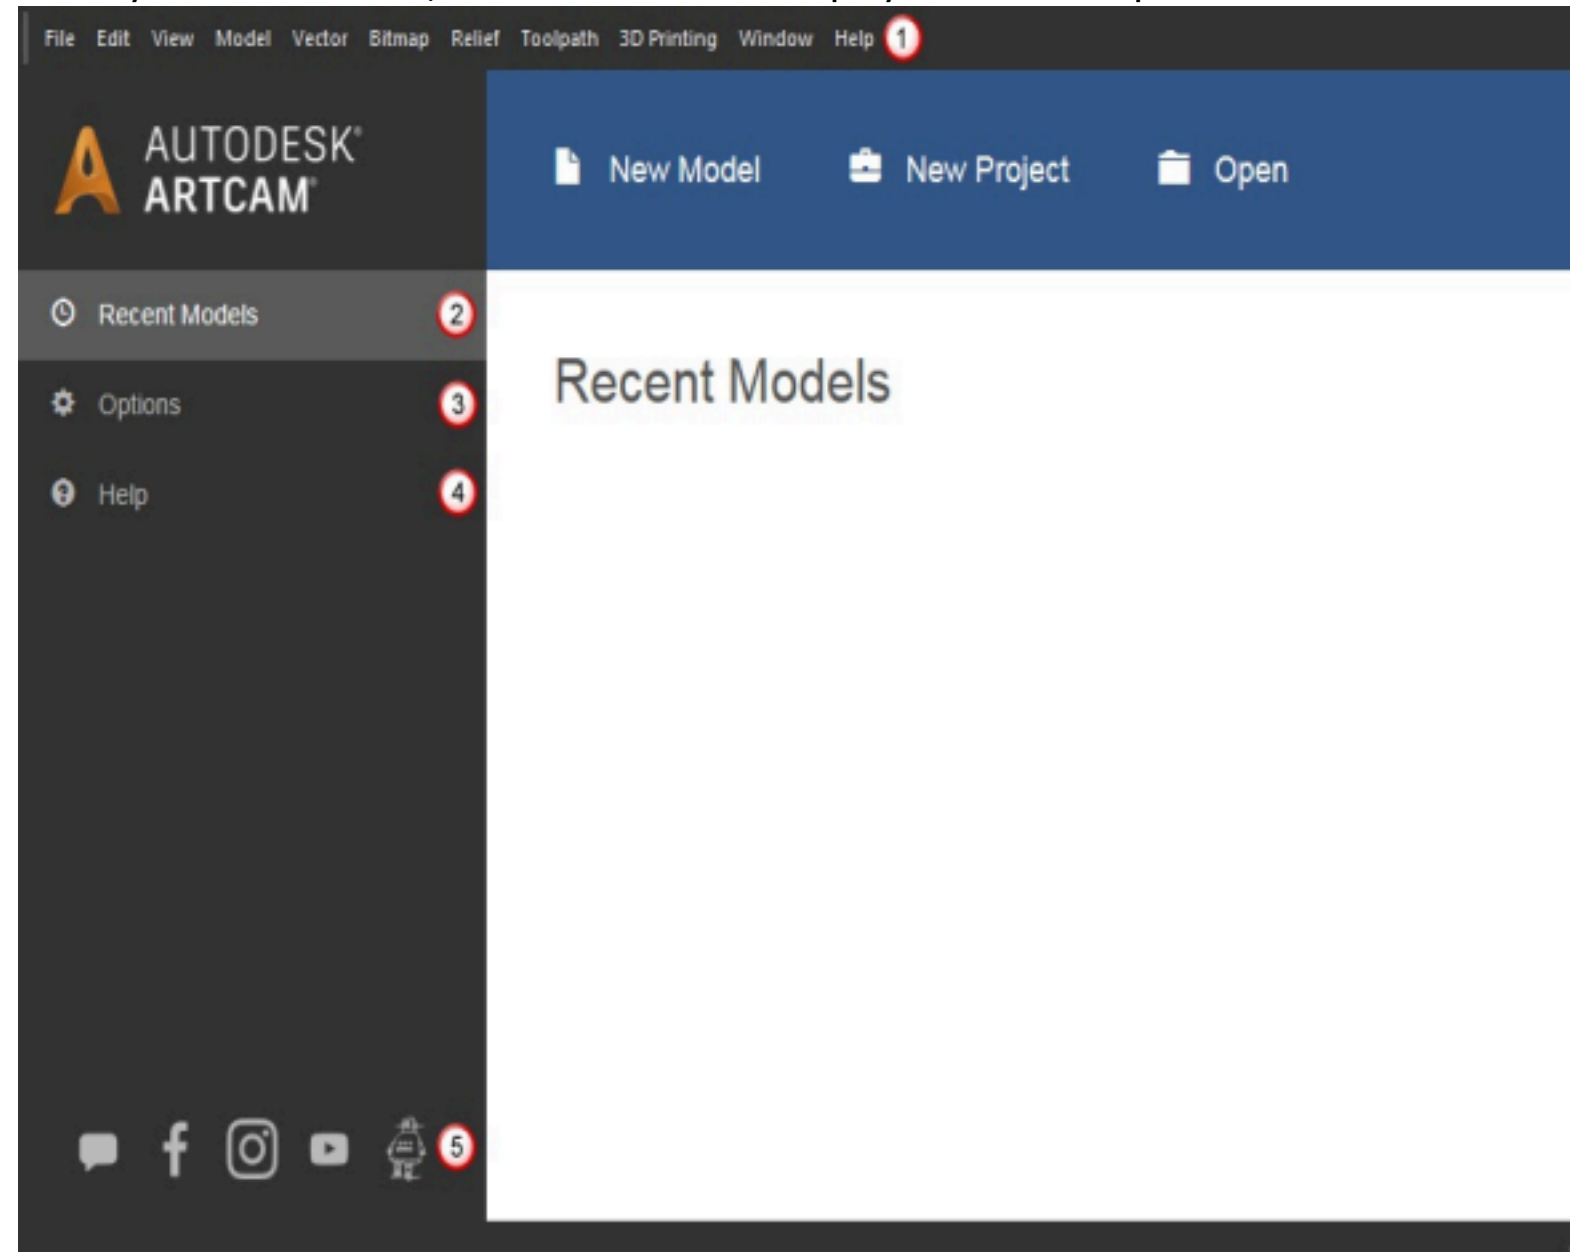 File Edit View Model Vector Bitmap Relief Toolpath 3D Printing Window Help 1
AUTODESK®
ARTCAM®
New Model New Project Open
Recent Models 2
Options 3
Help 4
Recent Models
5